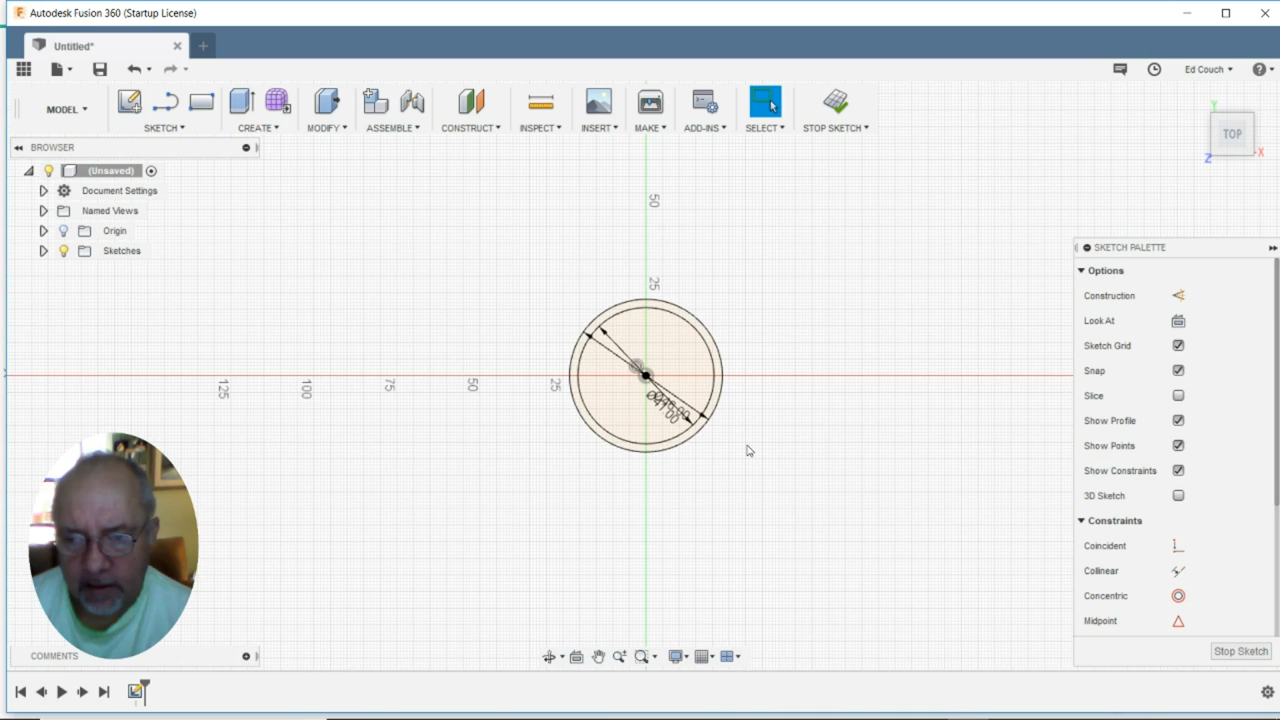 Autodesk Fusion 360 (Startup License)
Untitled*
Ed Couch
MODEL
SKETCH
CREATE
MODIFY
ASSEMBLE
CONSTRUCT
INSPECT
INSERT
MAKE
ADD-INS
SELECT
STOP SKETCH
Y
TOP
X
Z
BROWSER
(Unsaved)
Document Settings
Named Views
Origin
Sketches
50
25
125
100
75
50
25
SKETCH PALETTE
Options
Construction
Look At
Sketch Grid
Snap
Slice
Show Profile
Show Points
Show Constraints
3D Sketch
Constraints
Coincident
Collinear
Concentric
Midpoint
Stop Sketch
COMMENTS